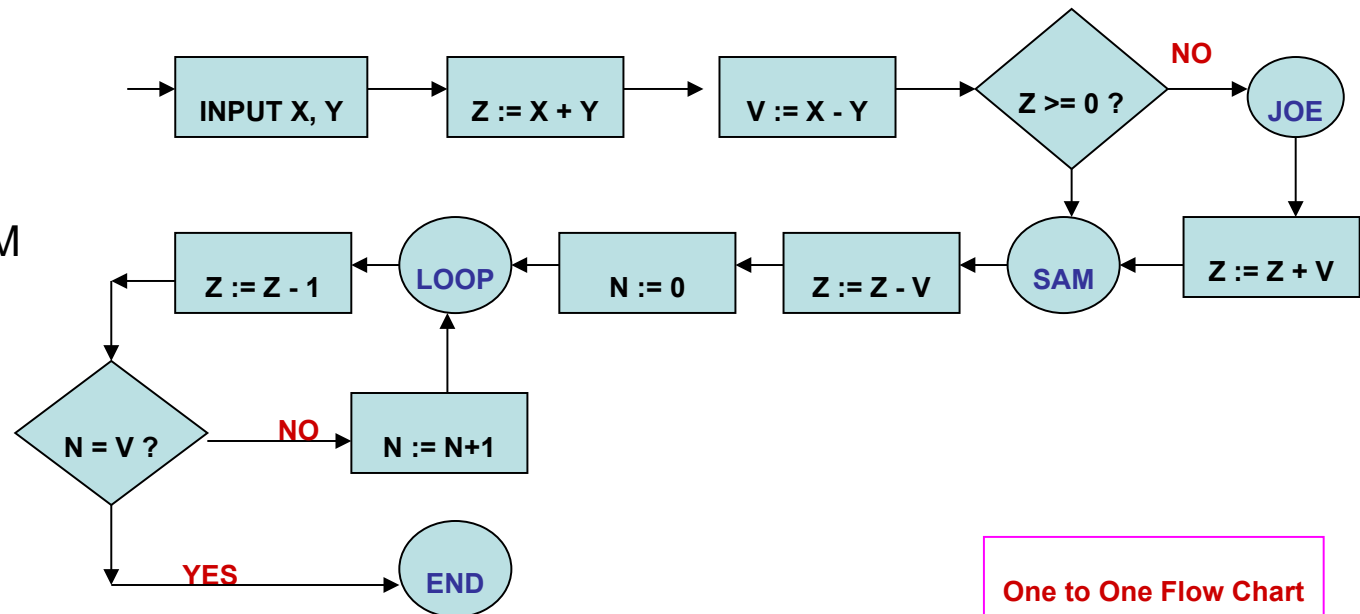 INPUT X, Y
Z := X + Y
V := X - Y
Z >= 0 ?
NO
JOE
M
Z := Z - 1
LOOP
N := 0
Z := Z - V
SAM
Z := Z + V
N = V ?
NO
N := N+1
YES
END
One to One Flow Chart